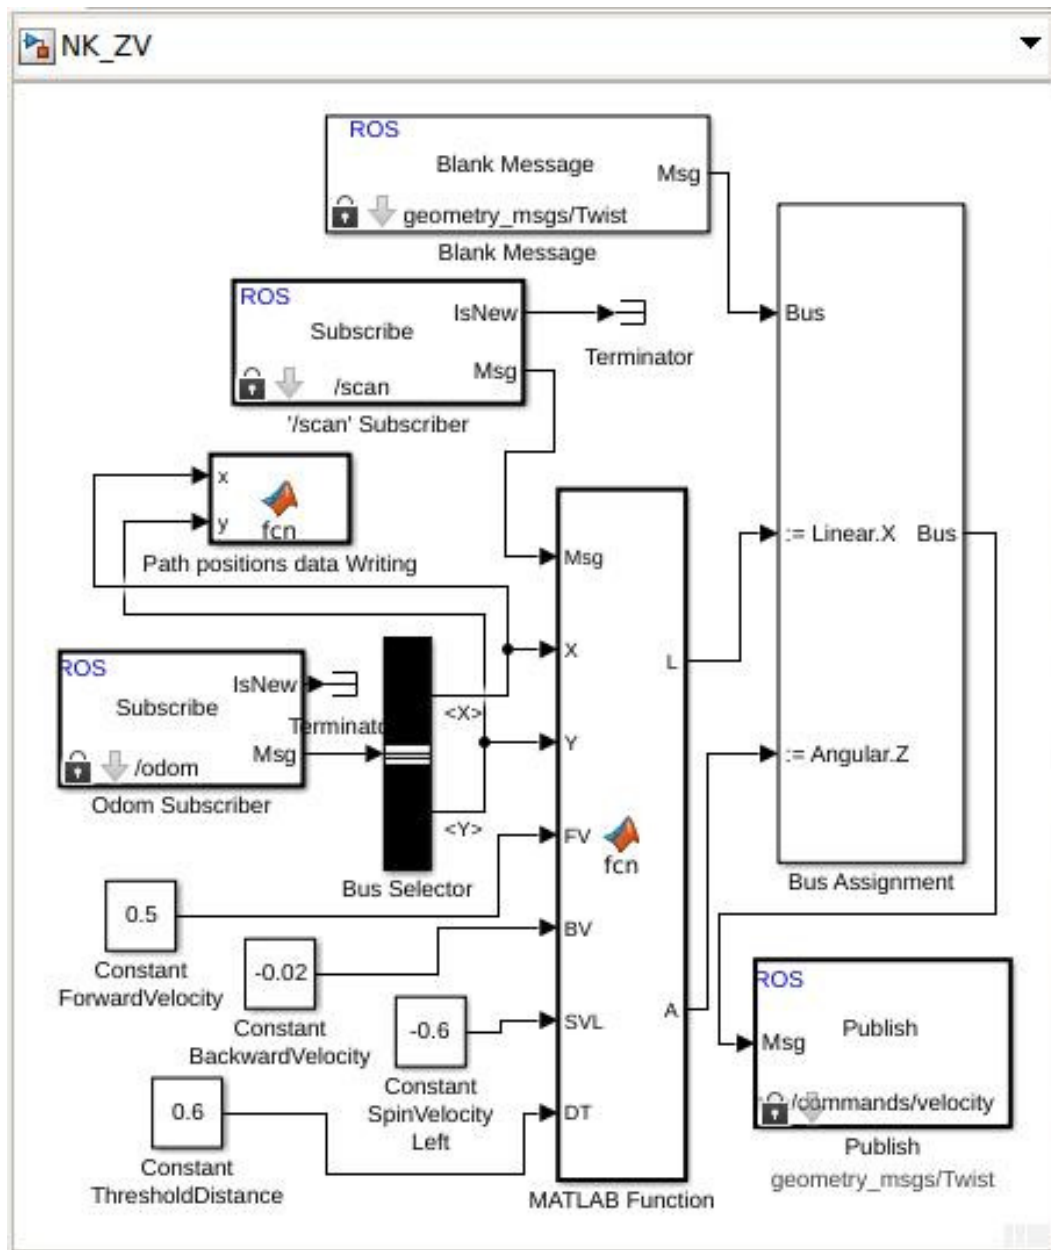 NK_ZV
ROS
Blank Message
Msg
geometry_msgs/Twist
Blank Message
ROS
IsNew
Subscribe
Msg
/scan
'/scan' Subscriber
Terminator
Bus
:= Linear.X
Bus
:= Angular.Z
Bus Assignment
x
y
fcn
Path positions data Writing
ROS
IsNew
Subscribe
Msg
/odom
Odom Subscriber
Terminato
<X>
<Y>
Bus Selector
Msg
X
Y
FV
BV
SVL
DT
L
A
fcn
MATLAB Function
0.5
Constant
ForwardVelocity
-0.02
Constant
BackwardVelocity
-0.6
Constant
SpinVelocity
Left
0.6
Constant
ThresholdDistance
ROS
Publish
Msg
/commands/velocity
Publish
geometry_msgs/Twist